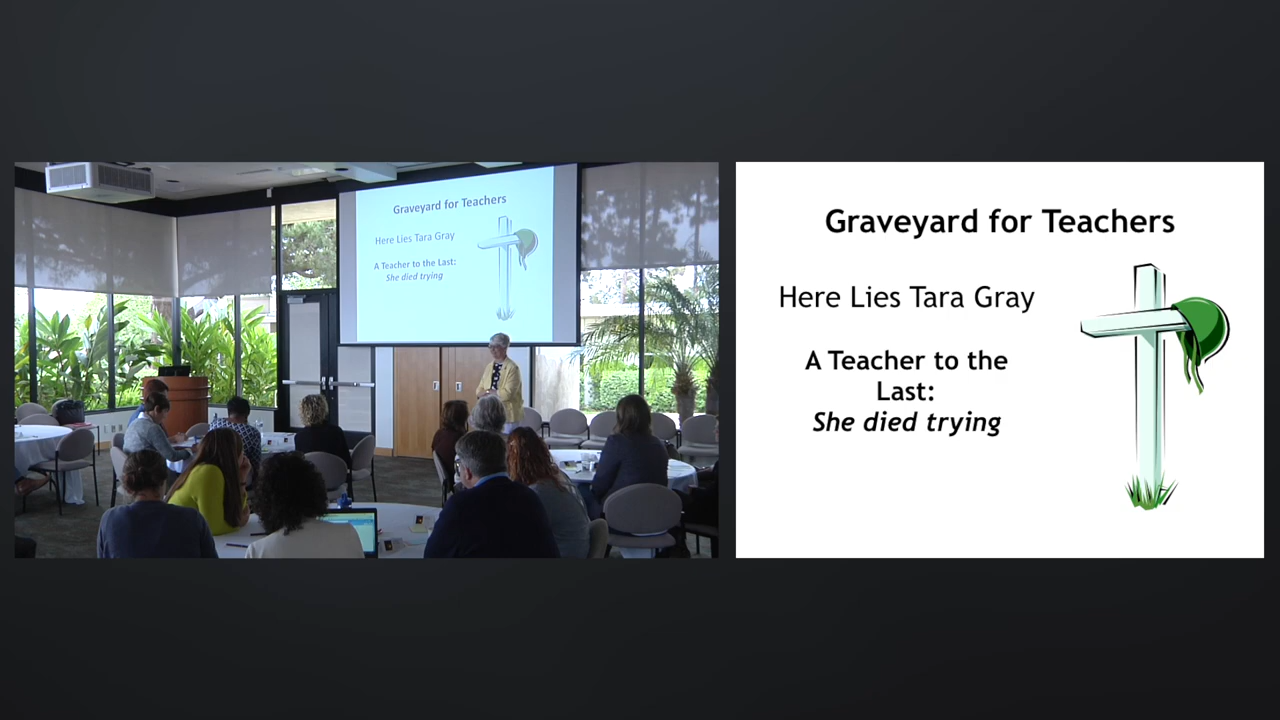 Graveyard for Teachers
Here Lies Tara Gray
A Teacher to the Last:
She died trying
Graveyard for Teachers
Here Lies Tara Gray
A Teacher to the
Last:
She died trying